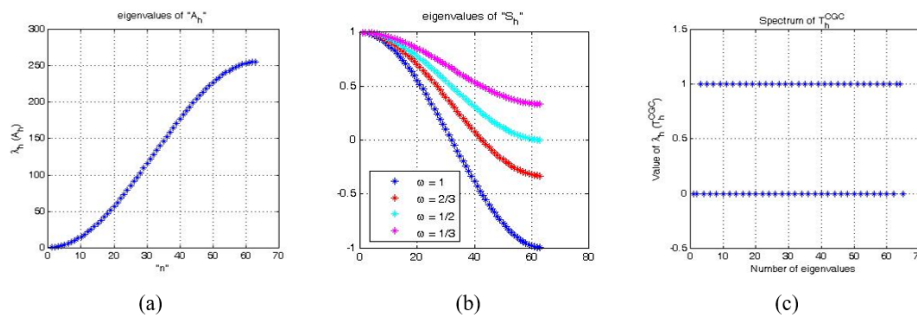 eigenvalues of "A_h"
300
250
200
150
100
50
0
λ_h (A_h)
0 10 20 30 40 50 60 70
"n"
(a)
eigenvalues of "S_h"
1
0.5
0
-0.5
-1
ω = 1
ω = 2/3
ω = 1/2
ω = 1/3
0 20 40 60 80
(b)
Spectrum of T_h^CGC
1.5
1
0.5
0
-0.5
Value of λ_h (T_h^CGC)
0 10 20 30 40 50 60 70
Number of eigenvalues
(c)